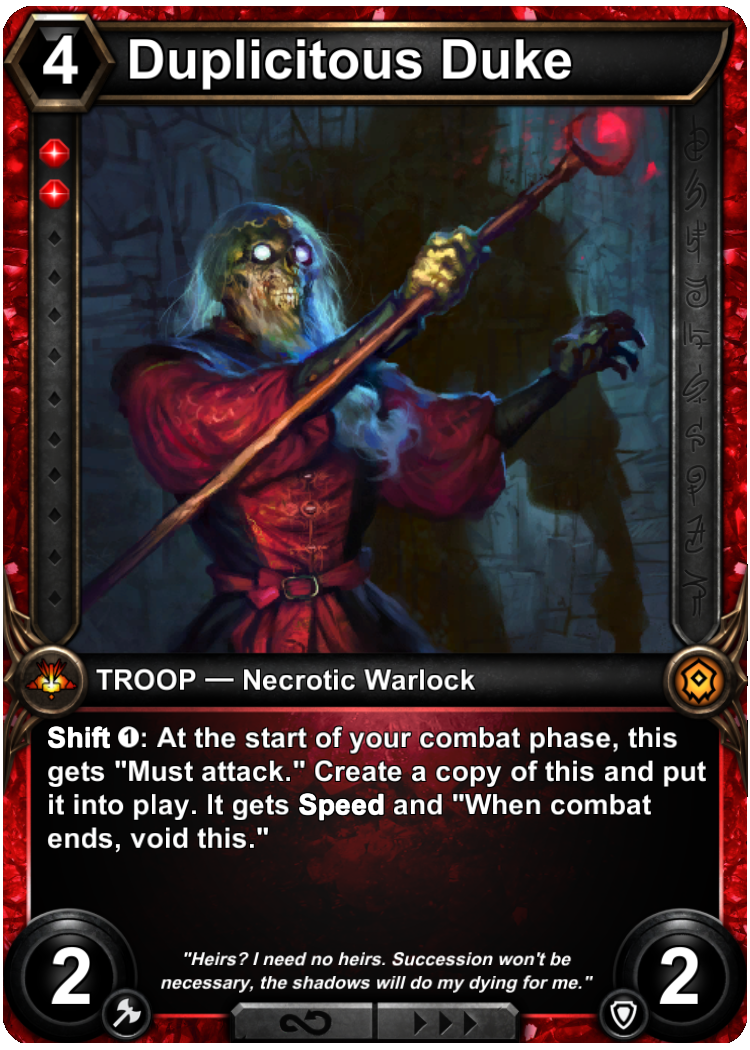 4 Duplicitous Duke
TROOP — Necrotic Warlock
Shift ❶: At the start of your combat phase, this
gets "Must attack." Create a copy of this and put
it into play. It gets Speed and "When combat
ends, void this."
"Heirs? I need no heirs. Succession won't be
necessary, the shadows will do my dying for me."
2 2